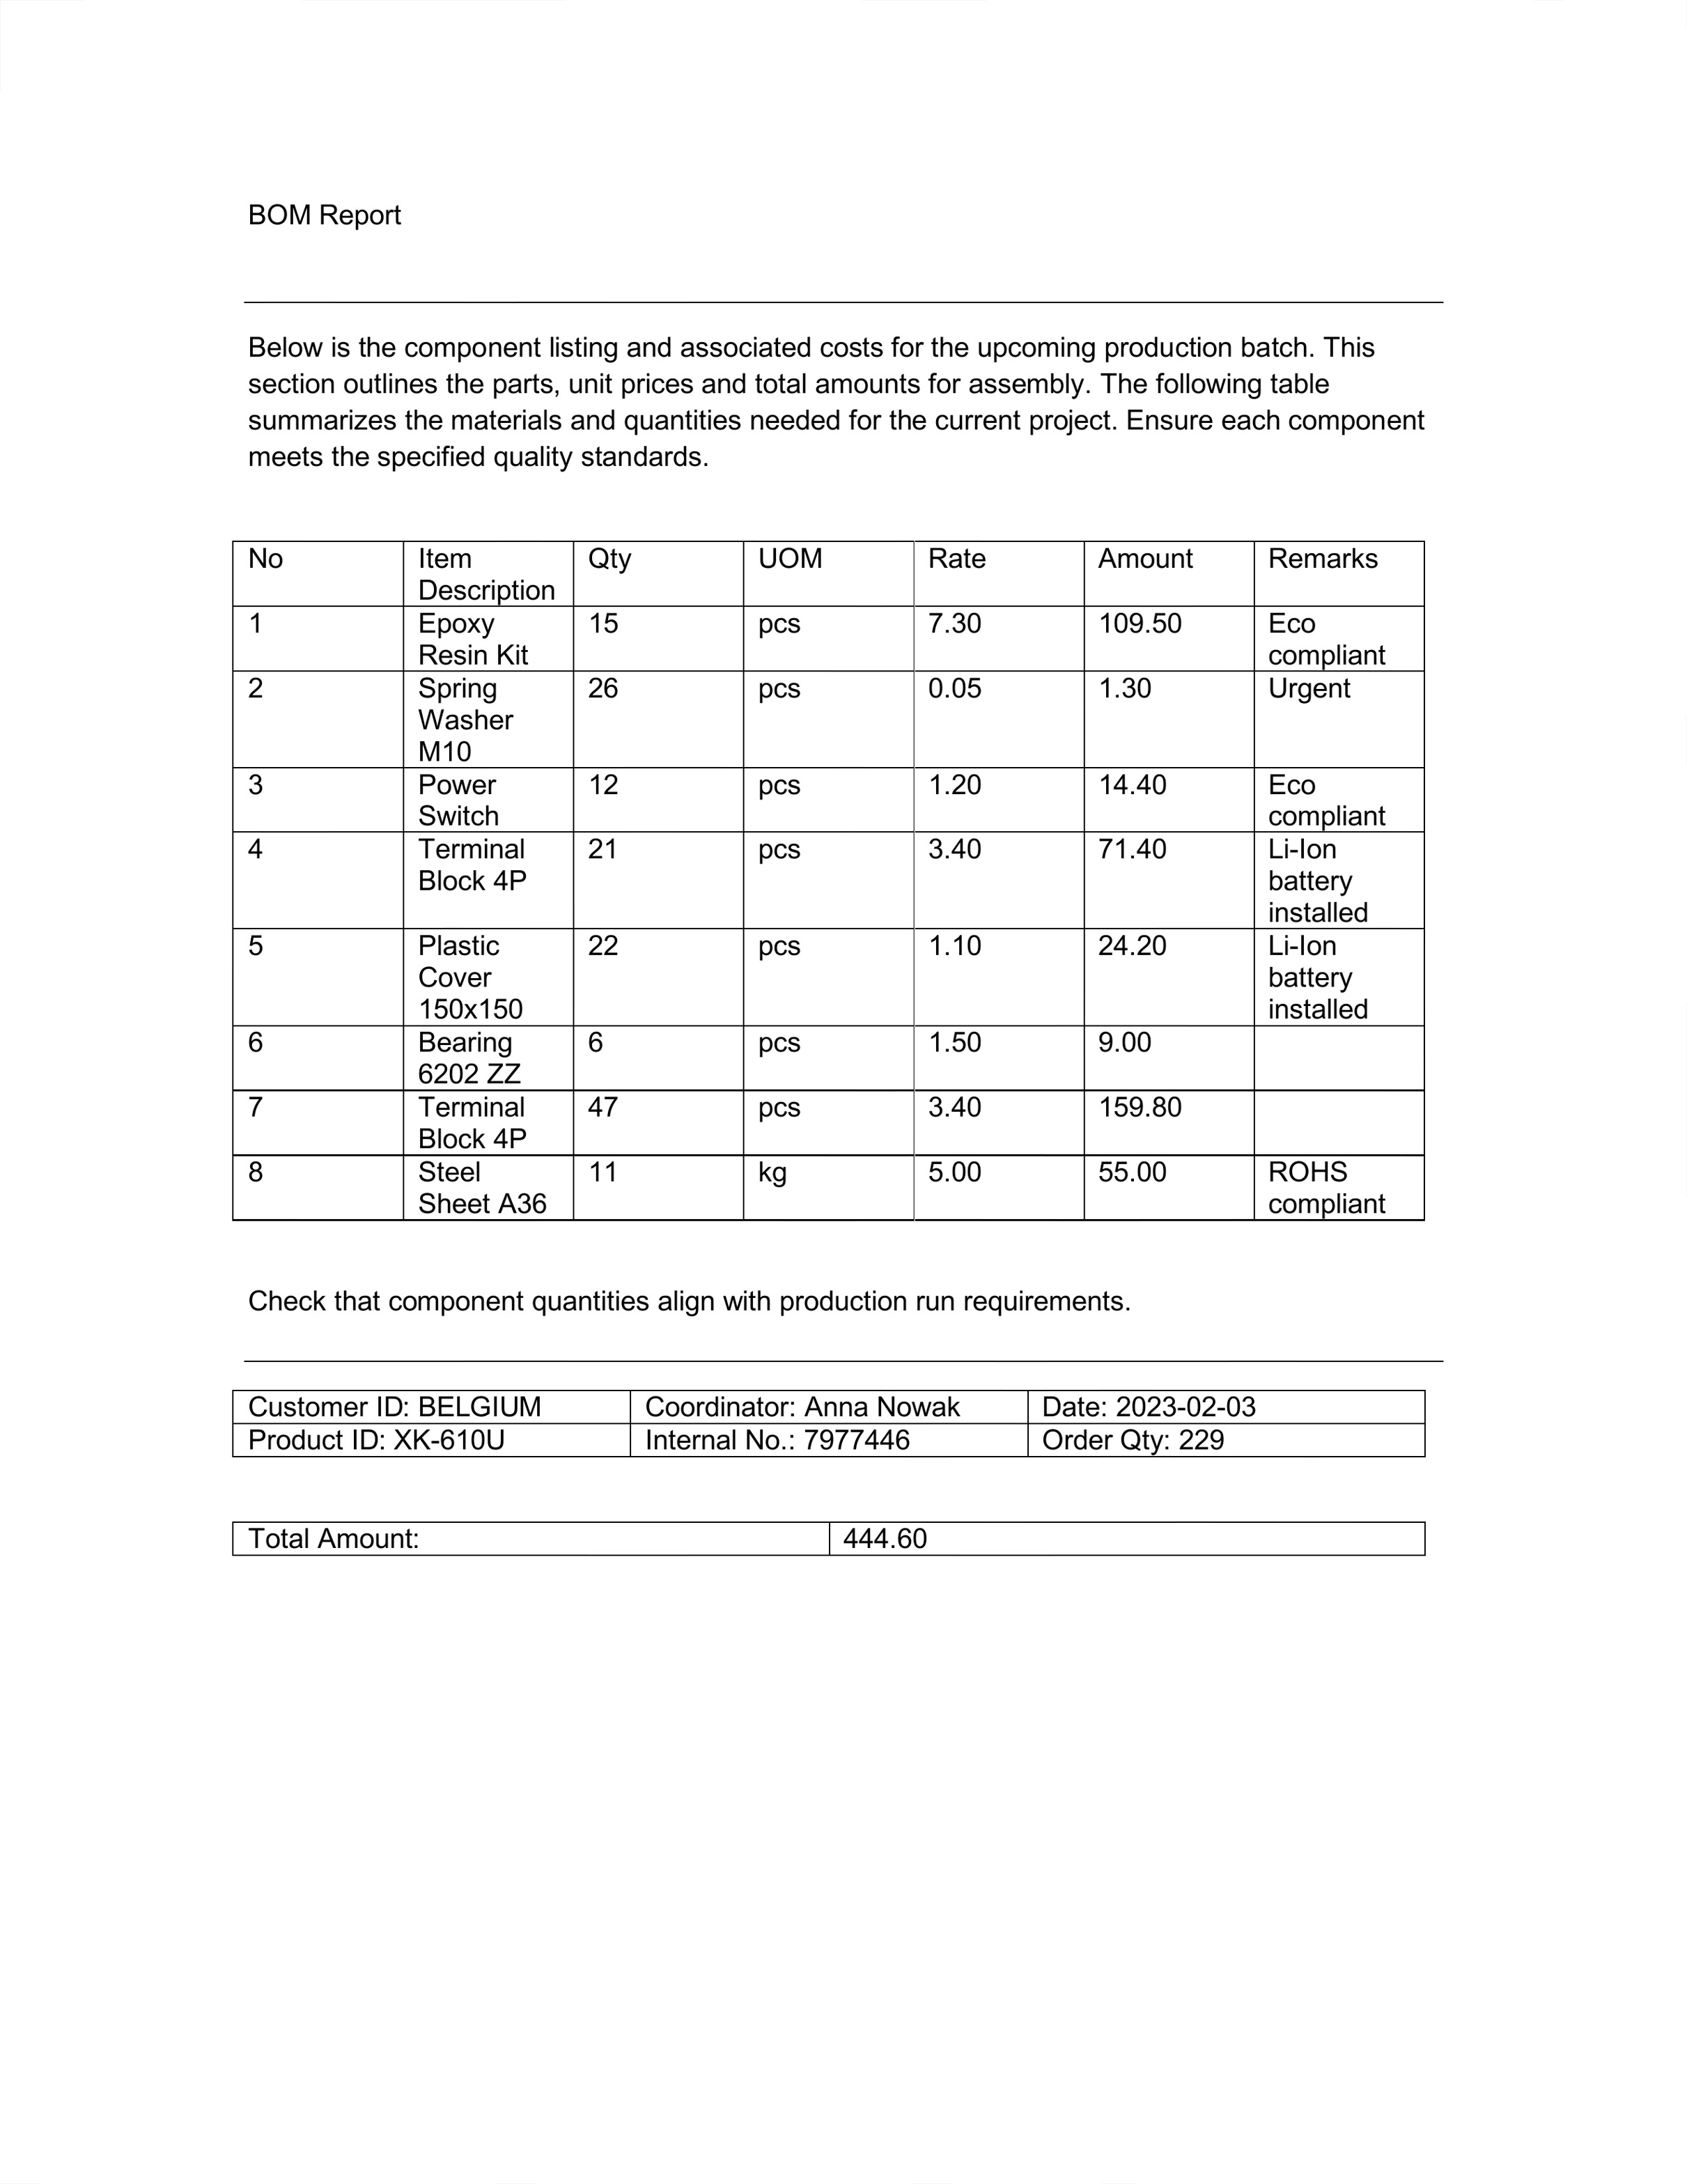 BOM Report
Below is the component listing and associated costs for the upcoming production batch. This
section outlines the parts, unit prices and total amounts for assembly. The following table
summarizes the materials and quantities needed for the current project. Ensure each component
meets the specified quality standards.
No Item Description Qty UOM Rate Amount Remarks
1 Epoxy Resin Kit 15 pcs 7.30 109.50 Eco compliant
2 Spring Washer M10 26 pcs 0.05 1.30 Urgent
3 Power Switch 12 pcs 1.20 14.40 Eco compliant
4 Terminal Block 4P 21 pcs 3.40 71.40 Li-Ion battery installed
5 Plastic Cover 150x150 22 pcs 1.10 24.20 Li-Ion battery installed
6 Bearing 6202 ZZ 6 pcs 1.50 9.00
7 Terminal Block 4P 47 pcs 3.40 159.80
8 Steel Sheet A36 11 kg 5.00 55.00 ROHS compliant
Check that component quantities align with production run requirements.
Customer ID: BELGIUM Coordinator: Anna Nowak Date: 2023-02-03
Product ID: XK-610U Internal No.: 7977446 Order Qty: 229
Total Amount: 444.60